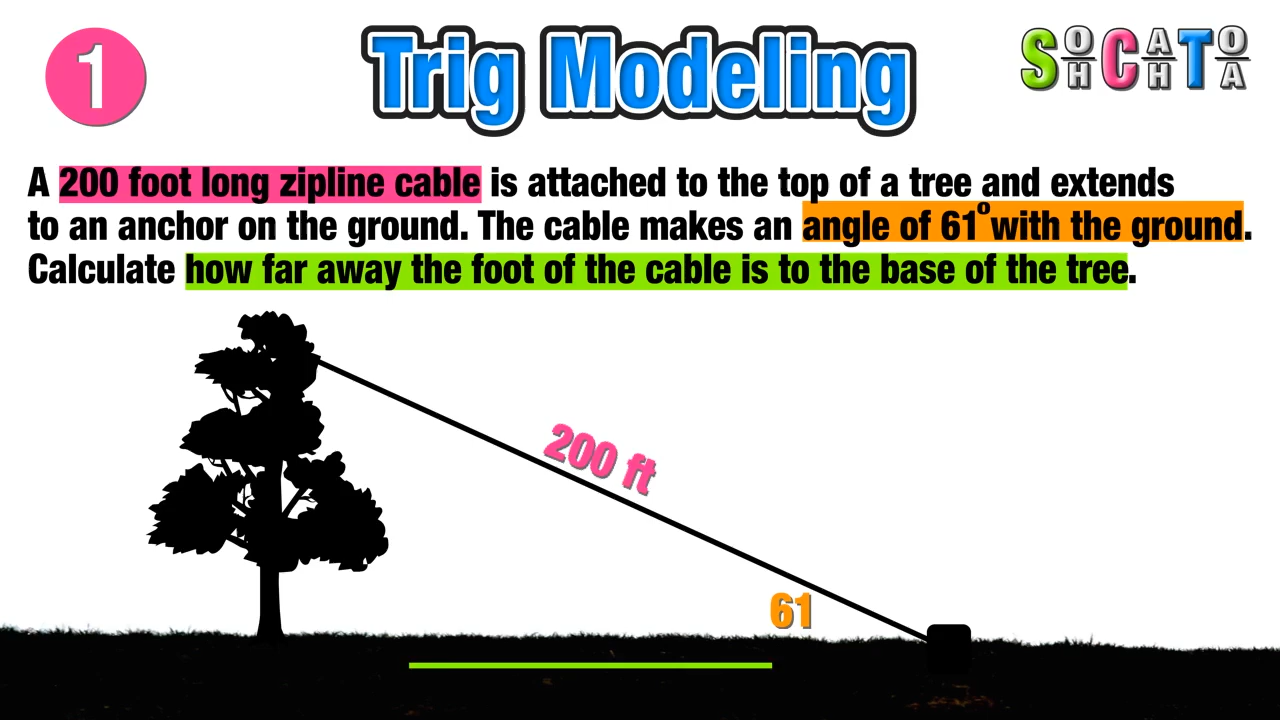 1
Trig Modeling
S O H C A H T O A
A 200 foot long zipline cable is attached to the top of a tree and extends
to an anchor on the ground. The cable makes an angle of 61° with the ground.
Calculate how far away the foot of the cable is to the base of the tree.
200 ft
61